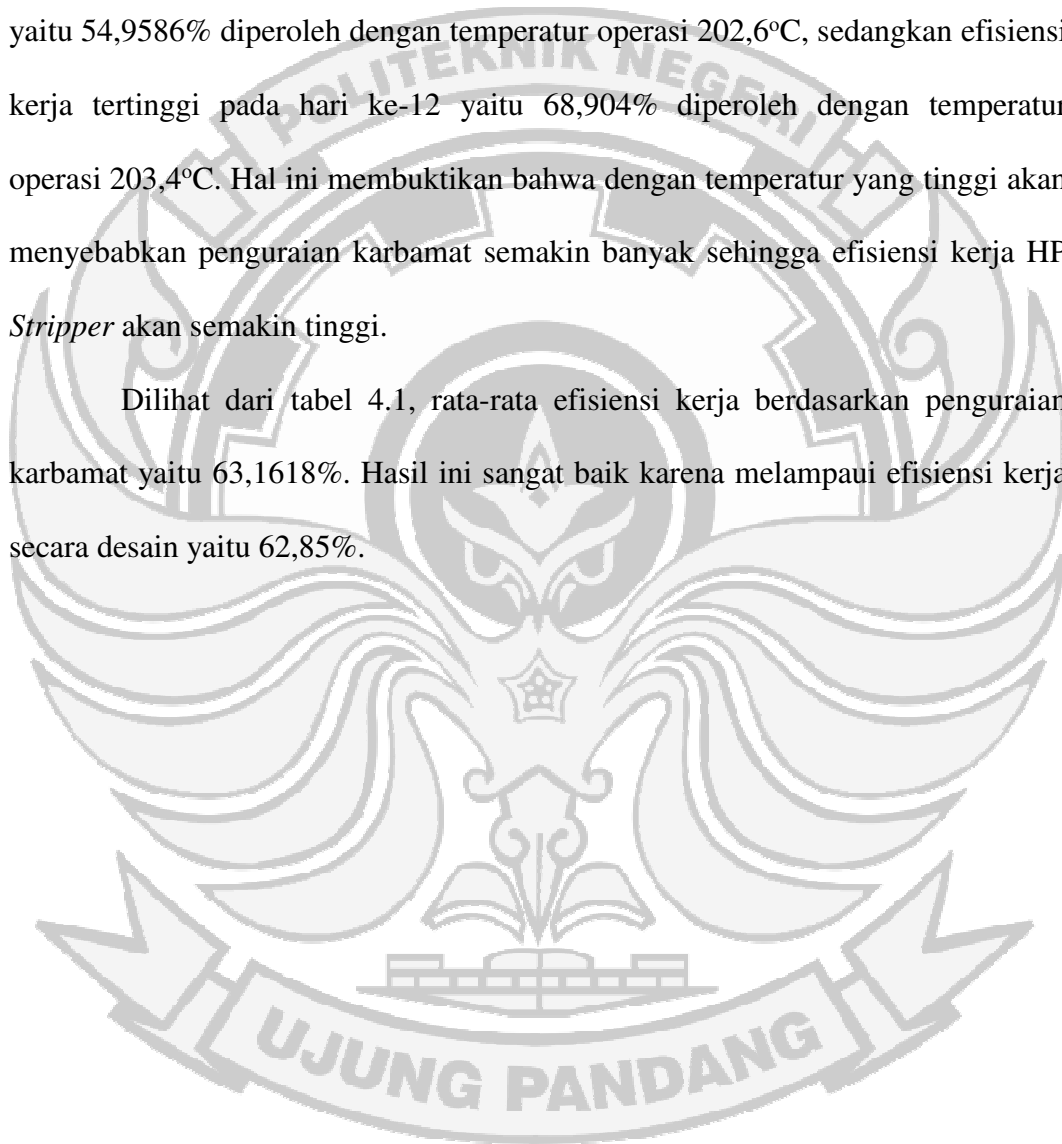 yaitu 54,9586% diperoleh dengan temperatur operasi 202,6°C, sedangkan efisiensi
kerja tertinggi pada hari ke-12 yaitu 68,904% diperoleh dengan temperatur
operasi 203,4°C. Hal ini membuktikan bahwa dengan temperatur yang tinggi akan
menyebabkan penguraian karbamat semakin banyak sehingga efisiensi kerja HP
Stripper akan semakin tinggi.
Dilihat dari tabel 4.1, rata-rata efisiensi kerja berdasarkan penguraian
karbamat yaitu 63,1618%. Hasil ini sangat baik karena melampaui efisiensi kerja
secara desain yaitu 62,85%.
POLITEKNIK NEGERI
UJUNG PANDANG